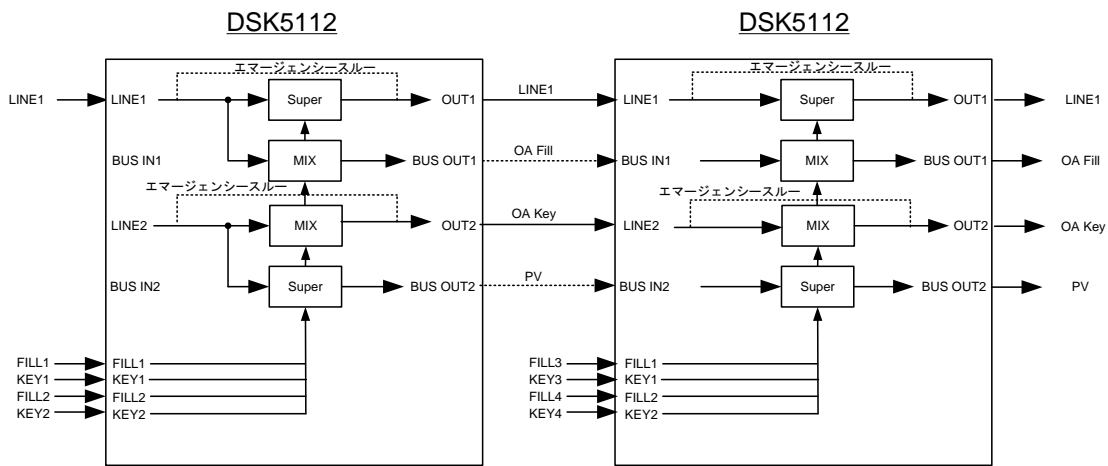 DSK5112 DSK5112
エマージェンシースルー エマージェンシースルー
LINE1 LINE1 Super OUT1 LINE1 LINE1 Super OUT1 LINE1
BUS IN1 MIX BUS OUT1 OA Fill BUS IN1 MIX BUS OUT1 OA Fill
エマージェンシースルー エマージェンシースルー
LINE2 MIX OUT2 OA Key LINE2 MIX OUT2 OA Key
BUS IN2 Super BUS OUT2 PV BUS IN2 Super BUS OUT2 PV
FILL1 FILL1 FILL3 FILL1
KEY1 KEY1 KEY3 KEY1
FILL2 FILL2 FILL4 FILL2
KEY2 KEY2 KEY4 KEY2